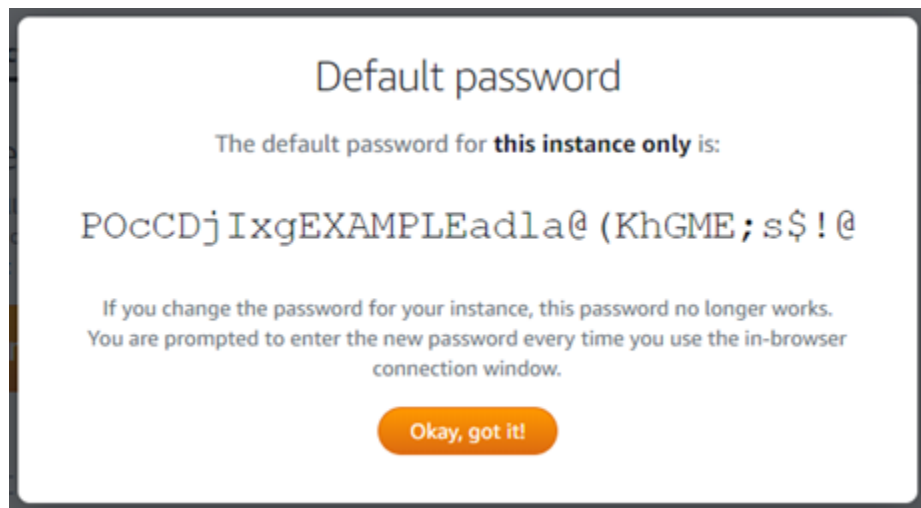 Default password
The default password for this instance only is:
POcCDjIxgEXAMPLEadla@(KhGME;s$!@
If you change the password for your instance, this password no longer works.
You are prompted to enter the new password every time you use the in-browser
connection window.
Okay, got it!